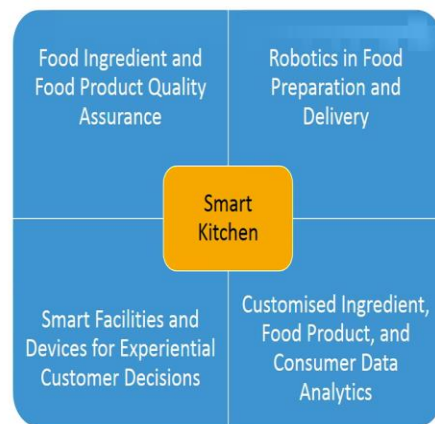 Food Ingredient and
Food Product Quality
Assurance
Robotics in Food
Preparation and
Delivery
Smart
Kitchen
Smart Facilities and
Devices for Experiential
Customer Decisions
Customised Ingredient,
Food Product, and
Consumer Data
Analytics